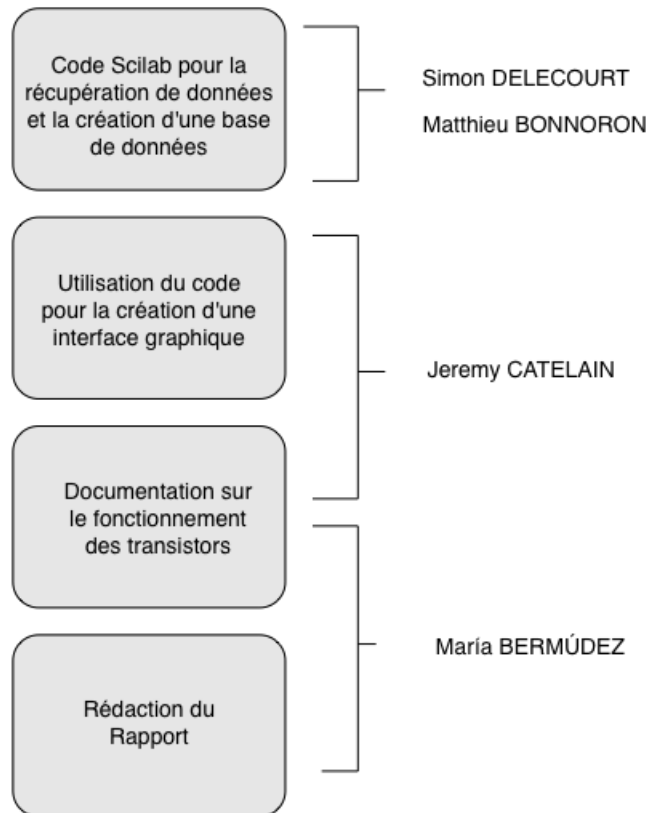 Code Scilab pour la
récupération de données
et la création d'une base
de données
Simon DELECOURT
Matthieu BONNORON
Utilisation du code
pour la création d'une
interface graphique
Jeremy CATELAIN
Documentation sur
le fonctionnement
des transistors
María BERMÚDEZ
Rédaction du
Rapport